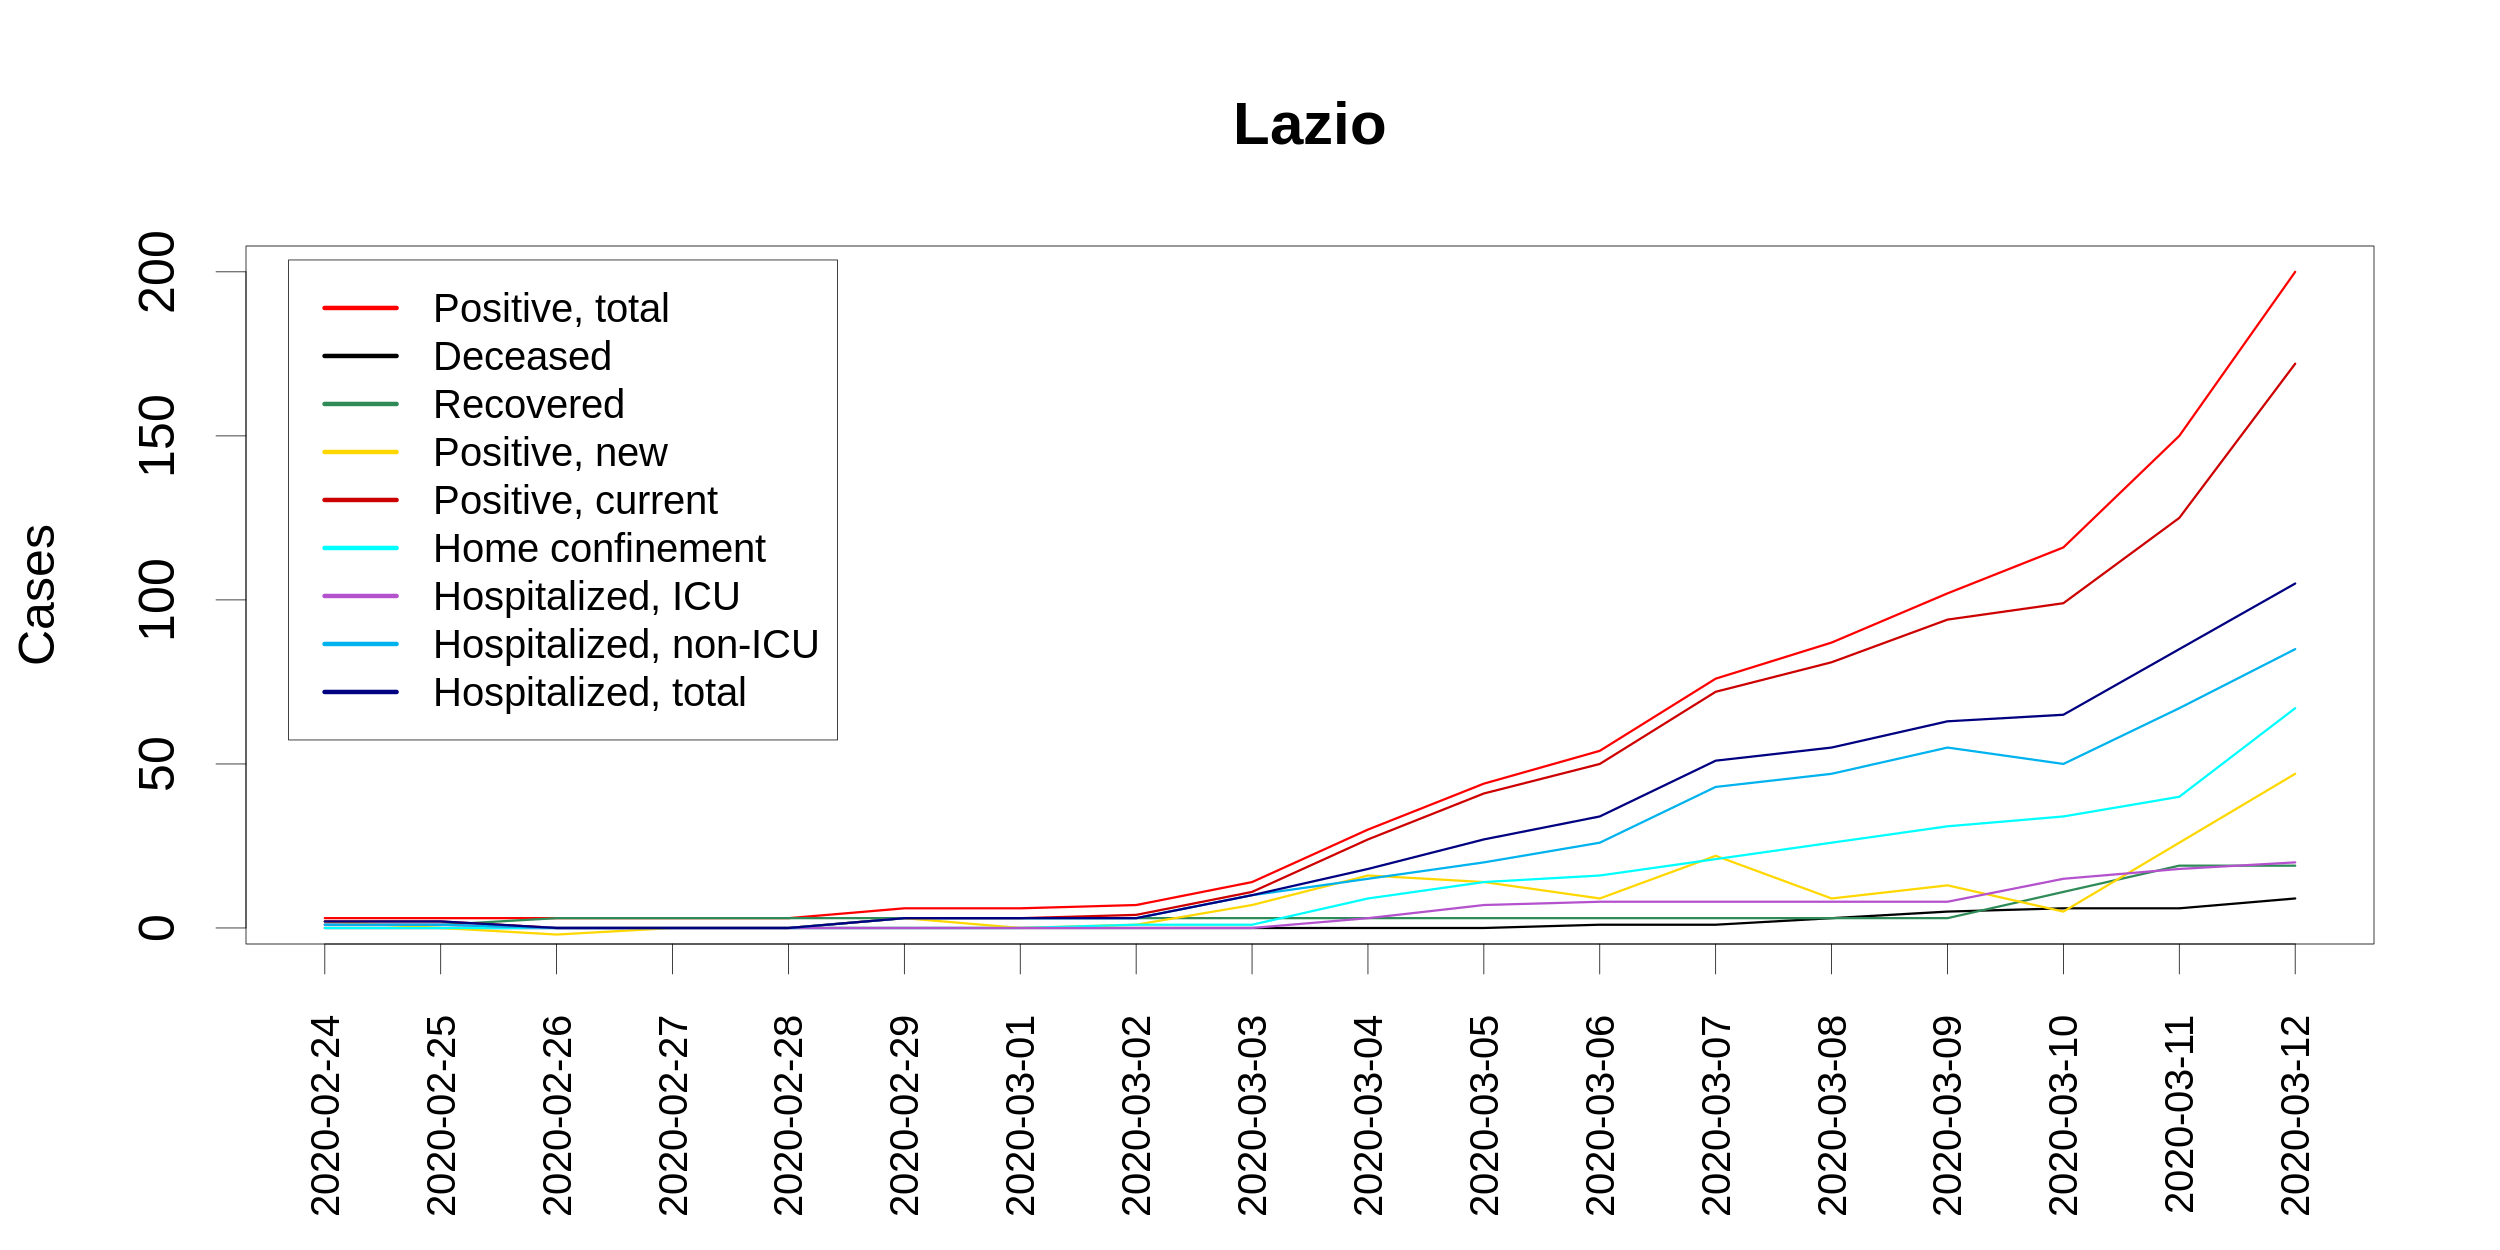 Lazio
Cases
200
150
100
50
0
Positive, total
Deceased
Recovered
Positive, new
Positive, current
Home confinement
Hospitalized, ICU
Hospitalized, non-ICU
Hospitalized, total
2020-02-24
2020-02-25
2020-02-26
2020-02-27
2020-02-28
2020-02-29
2020-03-01
2020-03-02
2020-03-03
2020-03-04
2020-03-05
2020-03-06
2020-03-07
2020-03-08
2020-03-09
2020-03-10
2020-03-11
2020-03-12